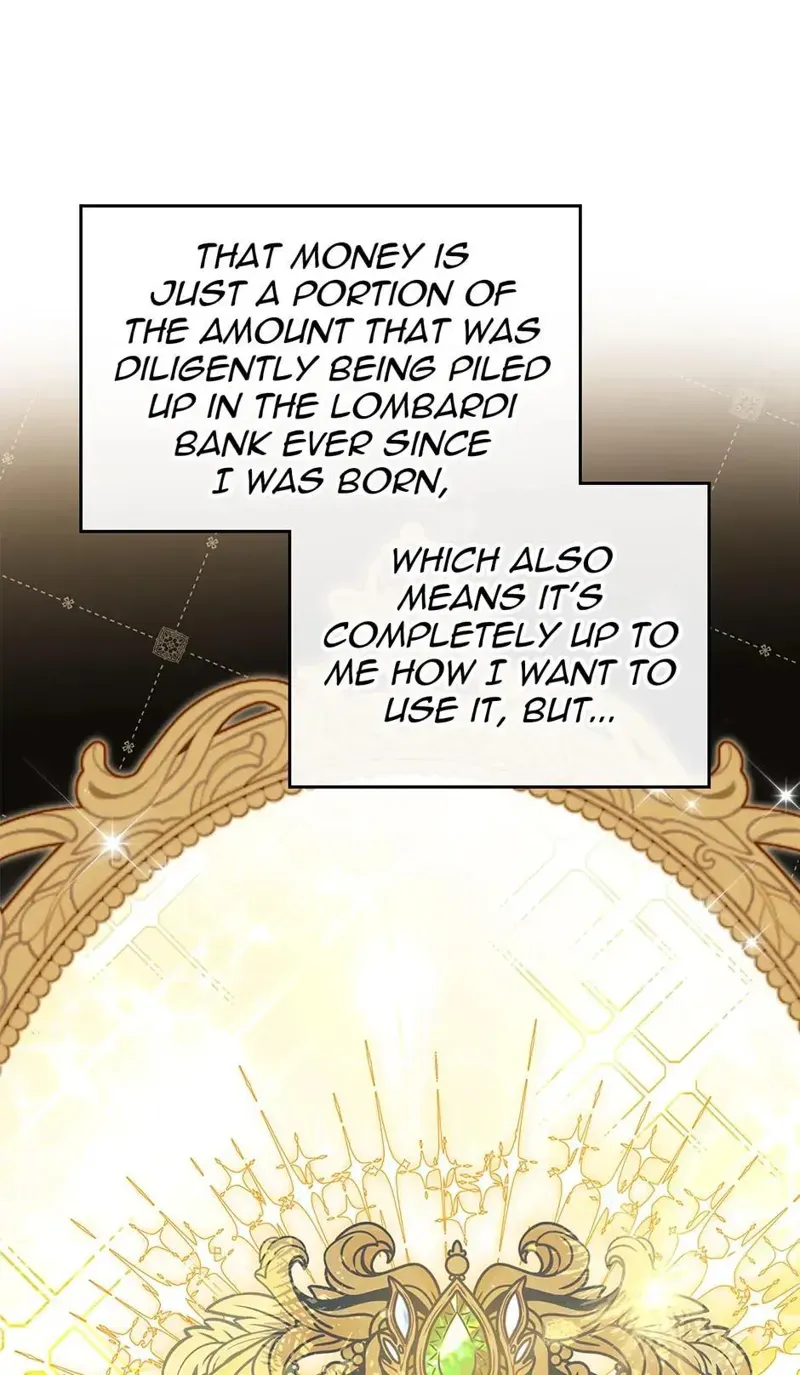 THAT MONEY IS
JUST A PORTION OF
THE AMOUNT THAT WAS
DILIGENTLY BEING PILED
UP IN THE LOMBARDI
BANK EVER SINCE
I WAS BORN,
WHICH ALSO
MEANS IT'S
COMPLETELY UP TO
ME HOW I WANT TO
USE IT, BUT...